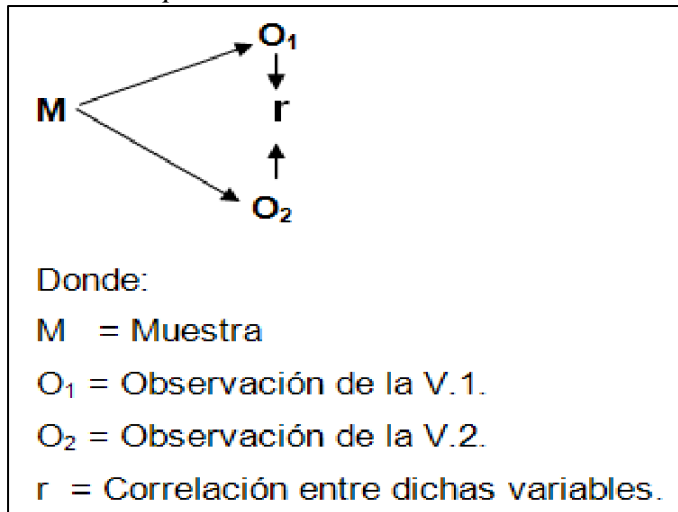 O₁
M
r
O₂
Donde:
M = Muestra
O₁ = Observación de la V.1.
O₂ = Observación de la V.2.
r = Correlación entre dichas variables.